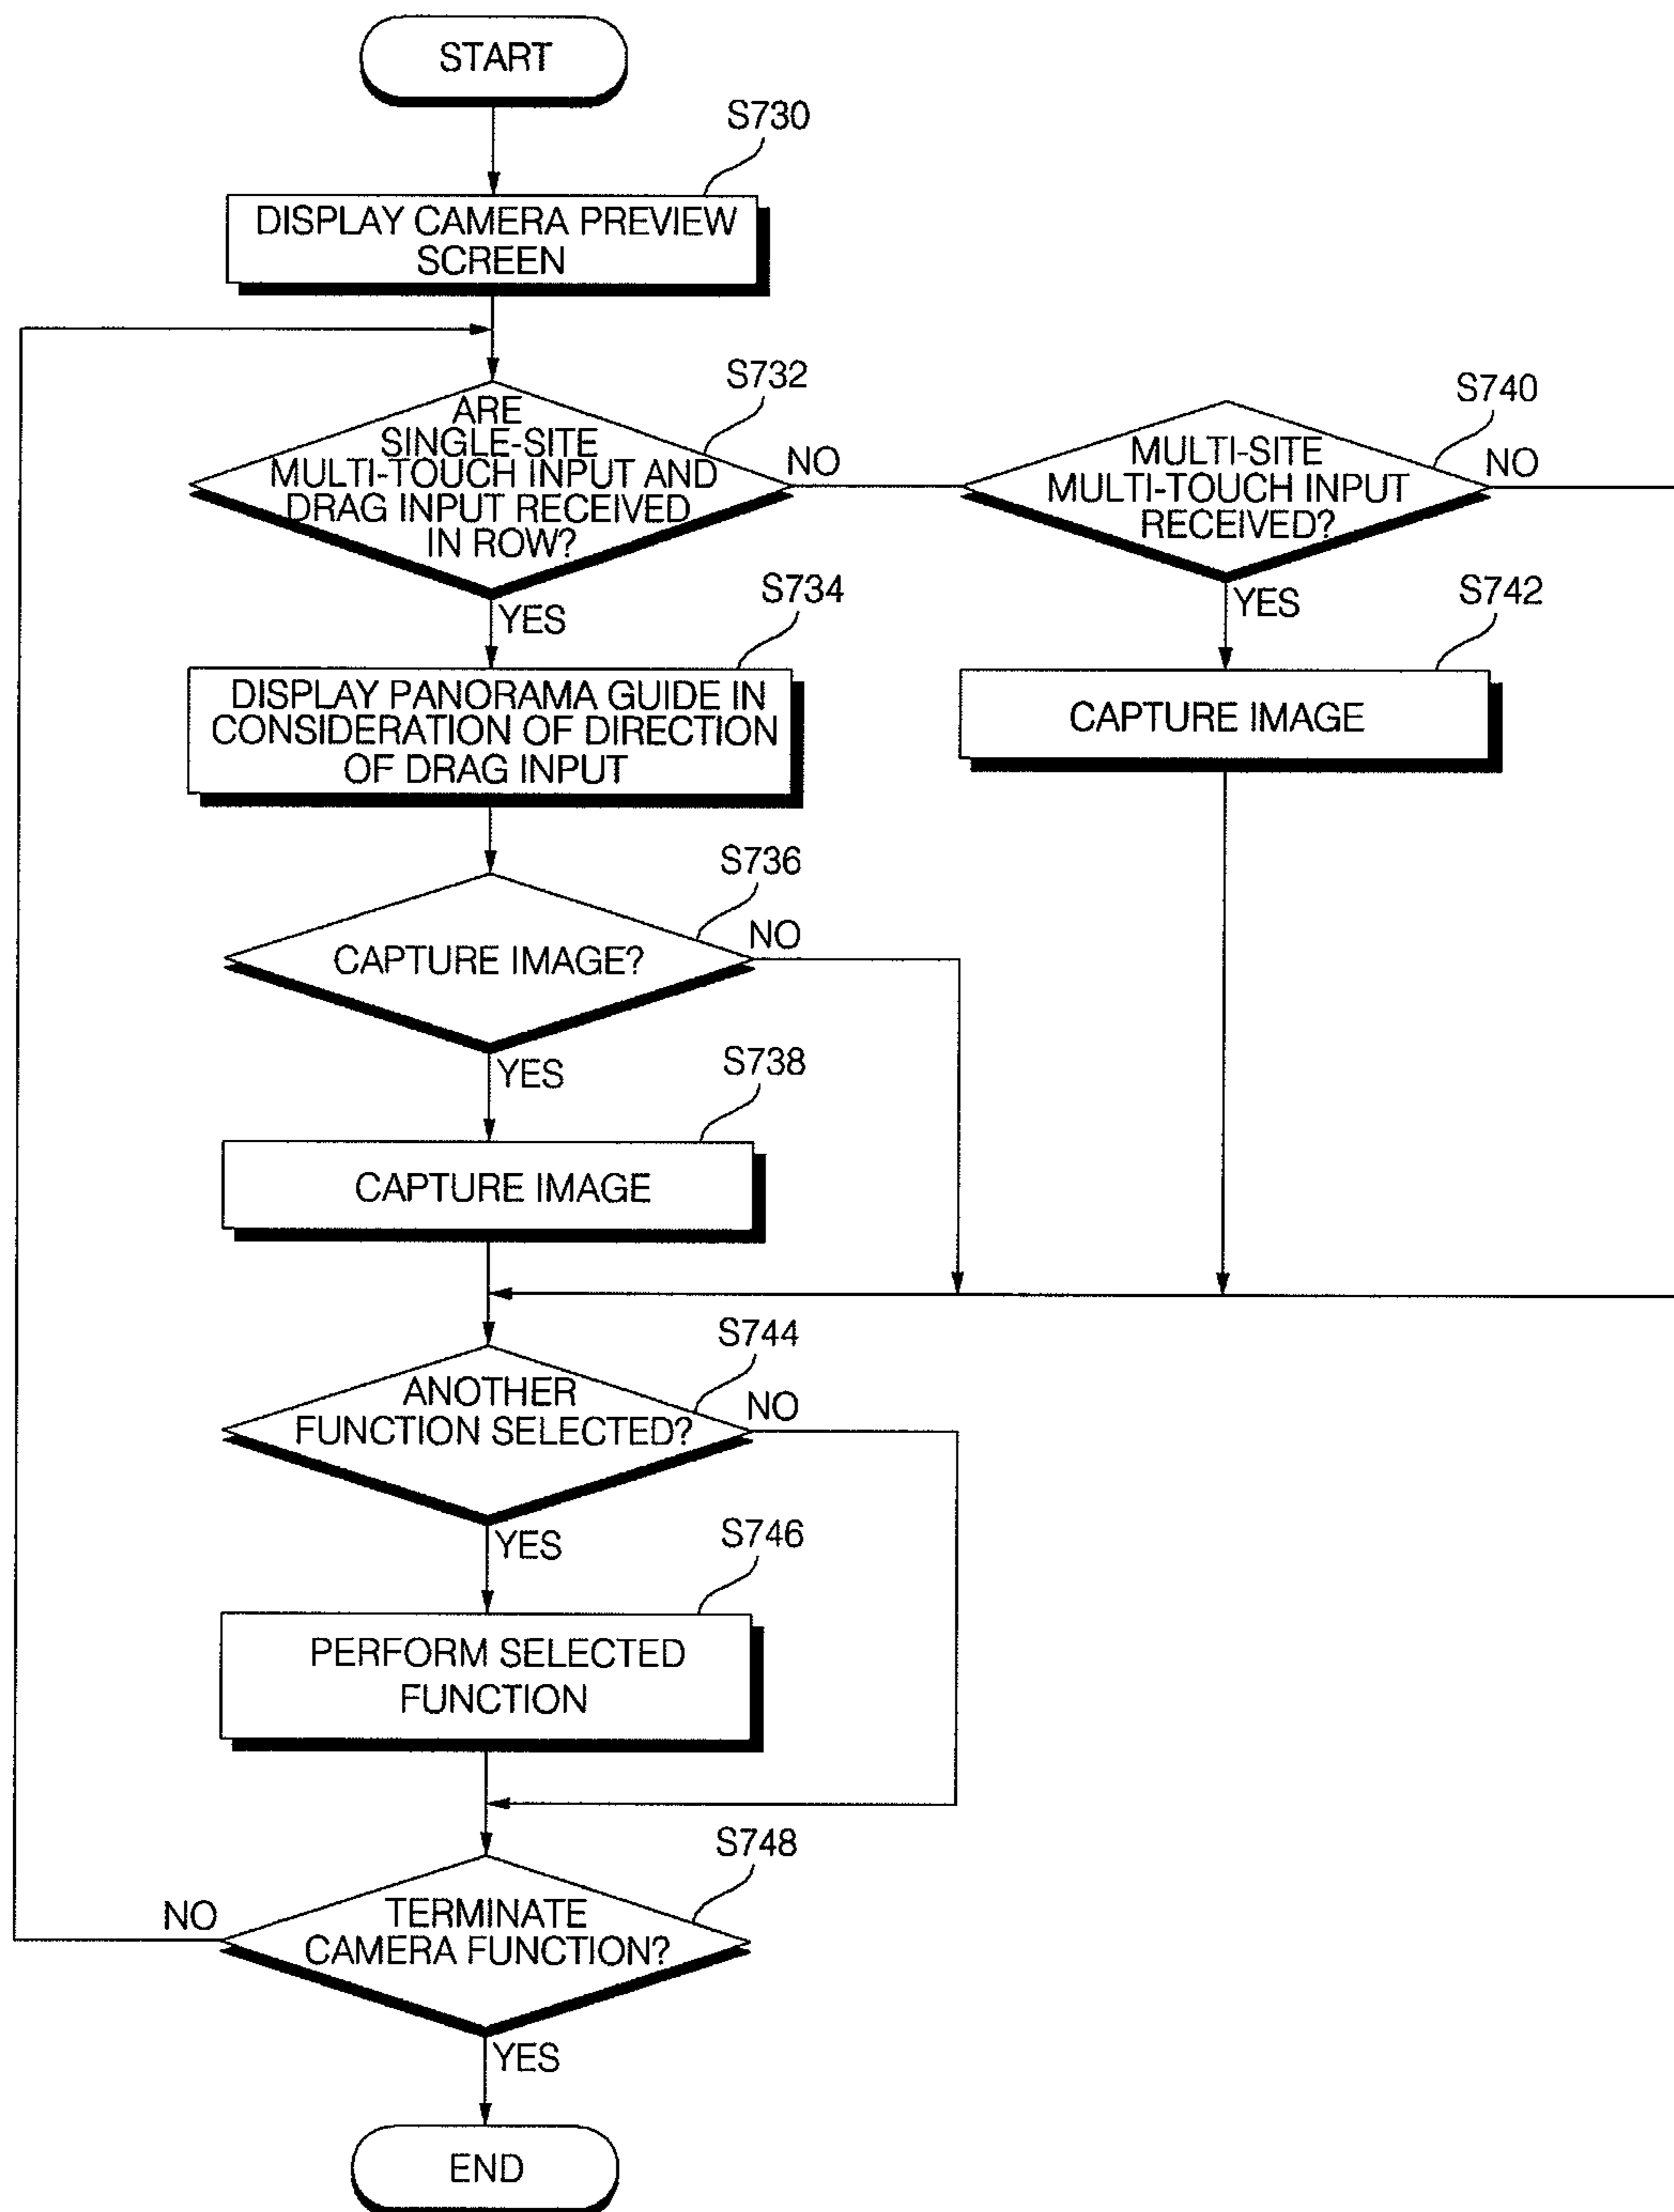 START
S730
DISPLAY CAMERA PREVIEW
SCREEN
S732
ARE
SINGLE-SITE
MULTI-TOUCH INPUT AND
DRAG INPUT RECEIVED
IN ROW?
NO
S740
MULTI-SITE
MULTI-TOUCH INPUT
RECEIVED?
NO
YES
S734
DISPLAY PANORAMA GUIDE IN
CONSIDERATION OF DIRECTION
OF DRAG INPUT
YES
S742
CAPTURE IMAGE
S736
CAPTURE IMAGE?
NO
YES
S738
CAPTURE IMAGE
S744
ANOTHER
FUNCTION SELECTED?
NO
YES
S746
PERFORM SELECTED
FUNCTION
S748
TERMINATE
CAMERA FUNCTION?
NO
YES
END